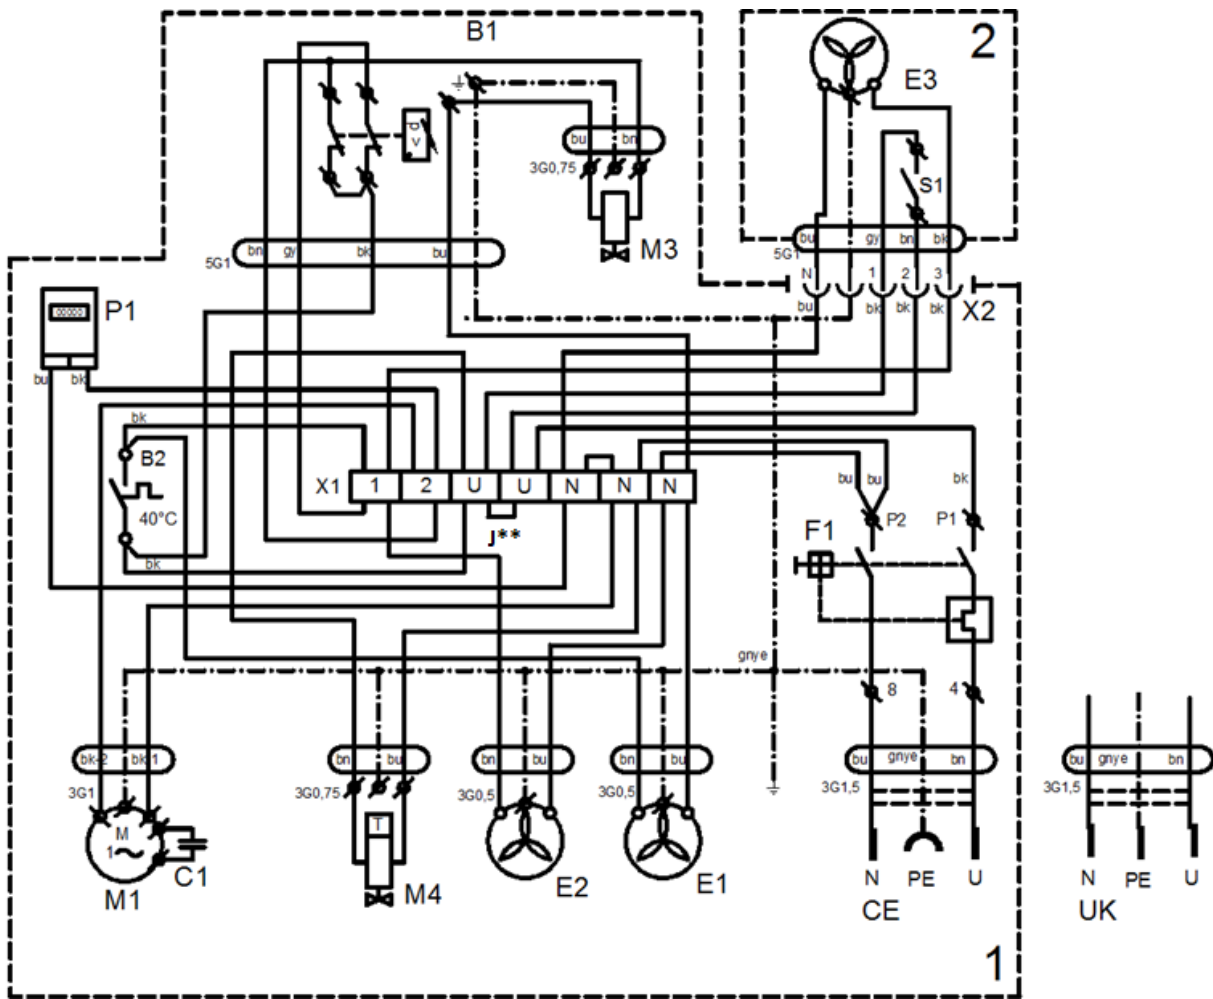 B1
2
E3
d
v
bu bn
3G0,75
S1
M3
bn gy bk bu
5G1
bu gy bn bk
5G1
N 1 2 3
X2
bu bk bk bk
00000
P1
bu bk
bk
B2
40°C
bk
X1 1 2 U U N N N
J**
bu bu bk
P2 P1
F1
gnye
8 4
bk-2 bk 1
3G1
bn bu
3G0,75
bn bu
3G0,5
bn bu
3G0,5
bu gnye bn
3G1,5
bu gnye bn
3G1,5
M
1
M1
C1
T
M4
E2
E1
N PE U
CE
N PE U
UK
1